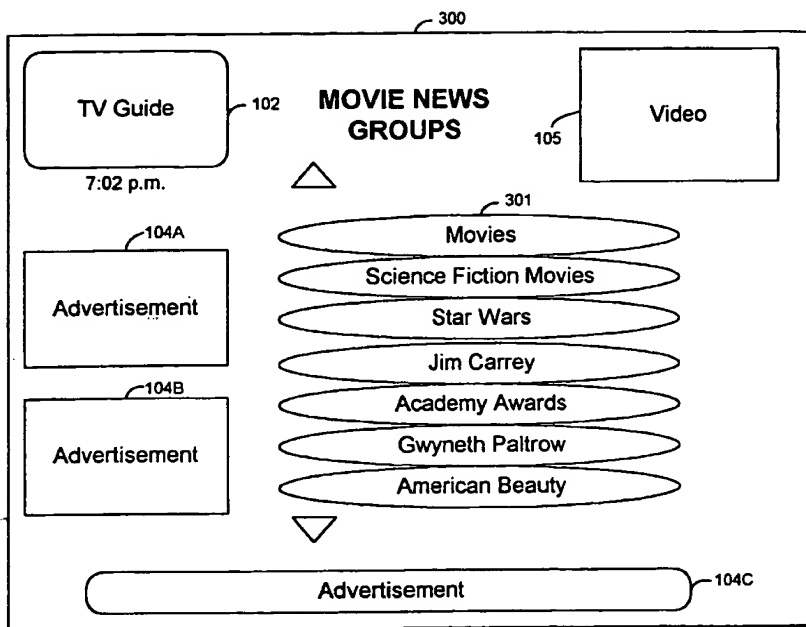 300
TV Guide
102
MOVIE NEWS
GROUPS
105
Video
7:02 p.m.
301
104A
Advertisement
Movies
Science Fiction Movies
Star Wars
Jim Carrey
104B
Advertisement
Academy Awards
Gwyneth Paltrow
American Beauty
Advertisement
104C